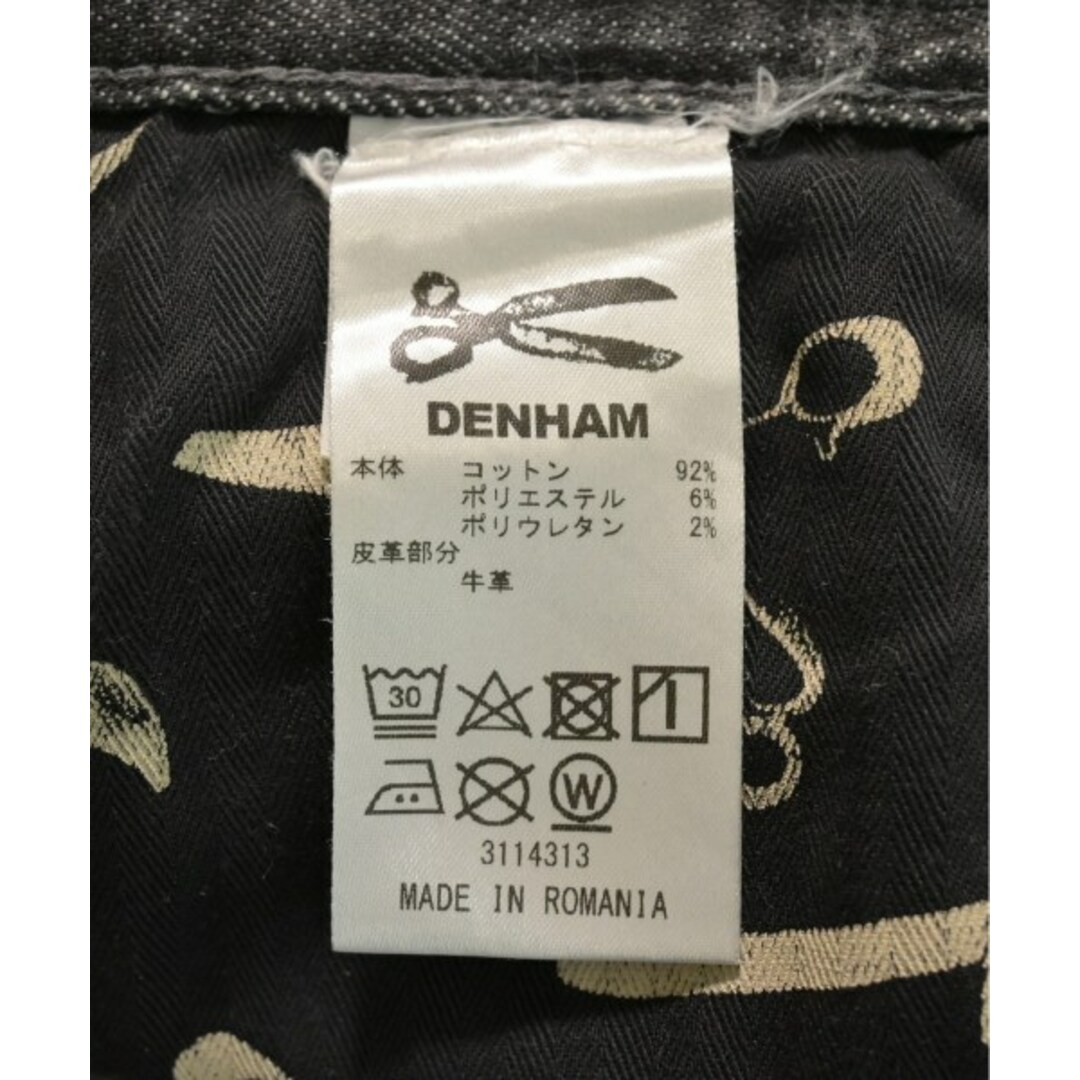 DENHAM
本体 コットン 92%
ポリエステル 6%
ポリウレタン 2%
皮革部分
牛革
30
W
3114313
MADE IN ROMANIA